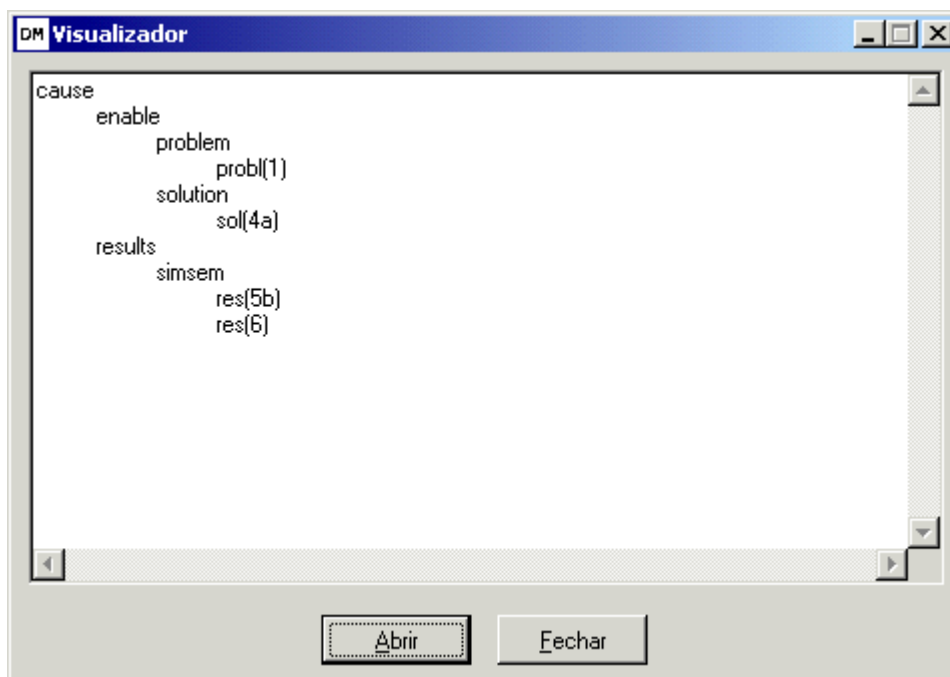 DM Visualizador
cause
enable
problem
probl(1)
solution
sol(4a)
results
simsem
res(5b)
res(6)
Abrir
Fechar